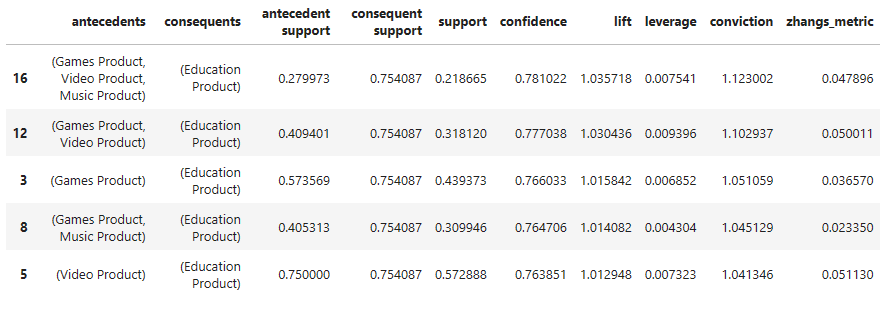 antecedents consequents antecedent support consequent support support confidence lift leverage conviction zhangs_metric
16 (Games Product, Video Product, Music Product) (Education Product) 0.279973 0.754087 0.218665 0.781022 1.035718 0.007541 1.123002 0.047896
12 (Games Product, Video Product) (Education Product) 0.409401 0.754087 0.318120 0.777038 1.030436 0.009396 1.102937 0.050011
3 (Games Product) (Education Product) 0.573569 0.754087 0.439373 0.766033 1.015842 0.006852 1.051059 0.036570
8 (Games Product, Music Product) (Education Product) 0.405313 0.754087 0.309946 0.764706 1.014082 0.004304 1.045129 0.023350
5 (Video Product) (Education Product) 0.750000 0.754087 0.572888 0.763851 1.012948 0.007323 1.041346 0.051130